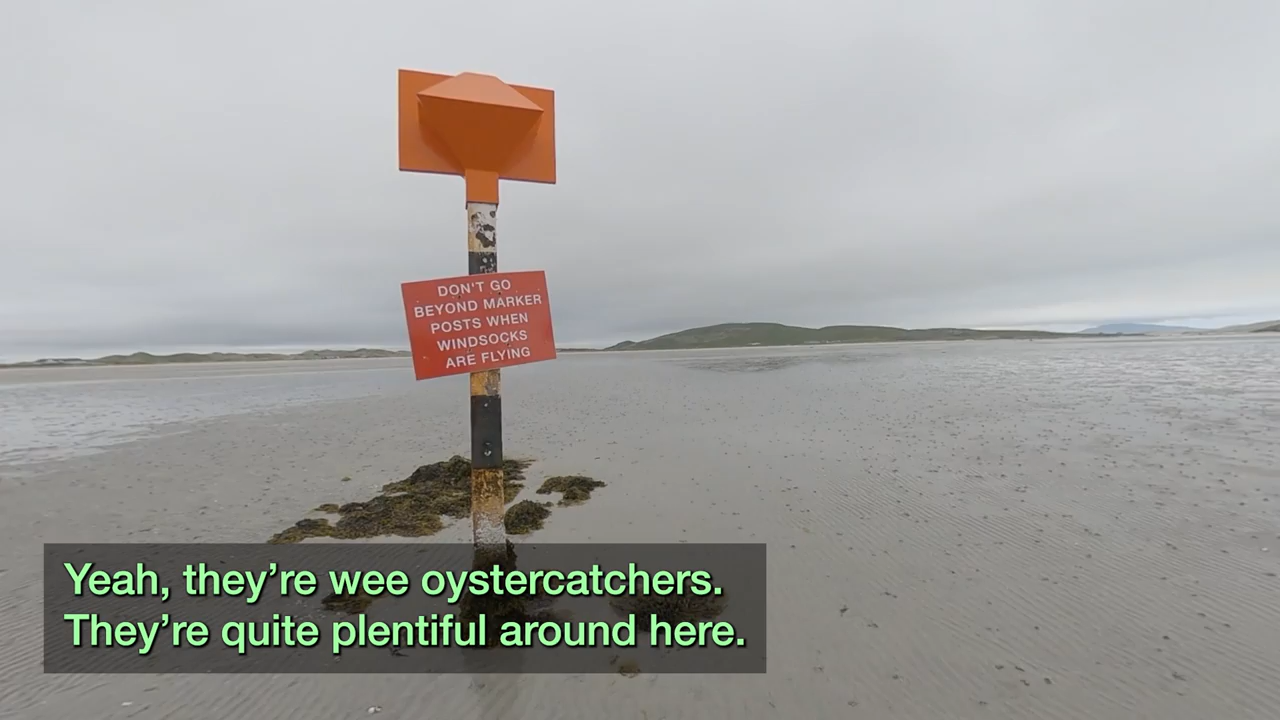 DON'T GO
BEYOND MARKER
POSTS WHEN
WINDSOCKS
ARE FLYING
Yeah, they're wee oystercatchers.
They're quite plentiful around here.